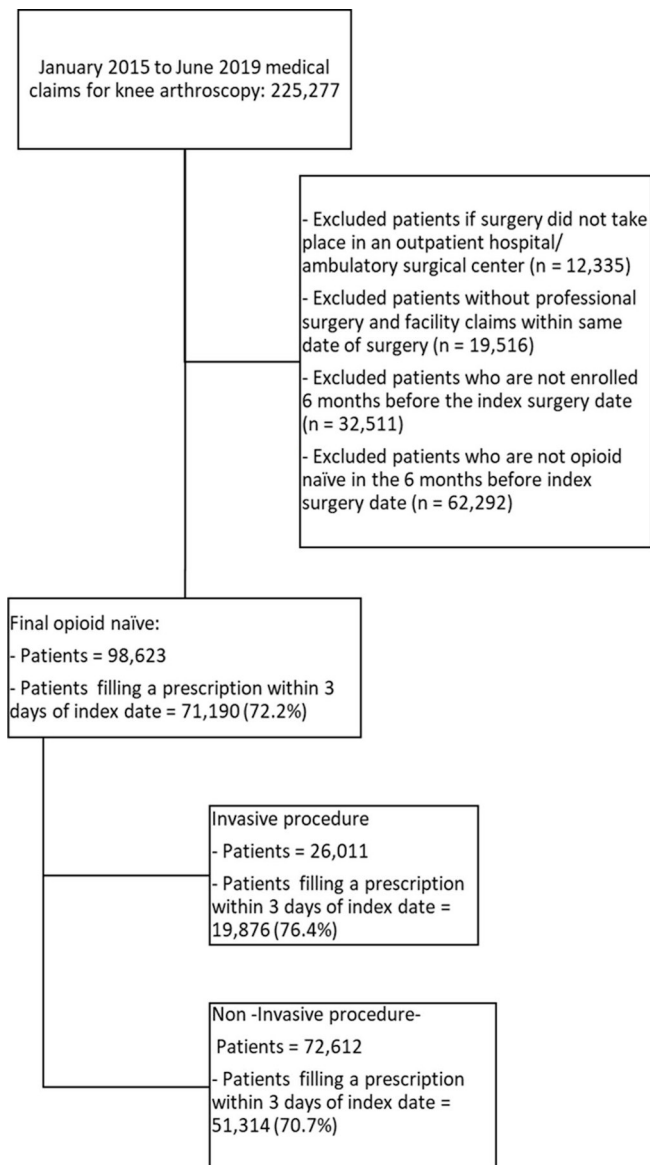 January 2015 to June 2019 medical
claims for knee arthroscopy: 225,277
- Excluded patients if surgery did not take
place in an outpatient hospital/
ambulatory surgical center (n = 12,335)
- Excluded patients without professional
surgery and facility claims within same
date of surgery (n = 19,516)
- Excluded patients who are not enrolled
6 months before the index surgery date
(n = 32,511)
- Excluded patients who are not opioid
naïve in the 6 months before index
surgery date (n = 62,292)
Final opioid naïve:
- Patients = 98,623
- Patients filling a prescription within 3
days of index date = 71,190 (72.2%)
Invasive procedure
- Patients = 26,011
- Patients filling a prescription
within 3 days of index date =
19,876 (76.4%)
Non -Invasive procedure-
Patients = 72,612
- Patients filling a prescription
within 3 days of index date =
51,314 (70.7%)